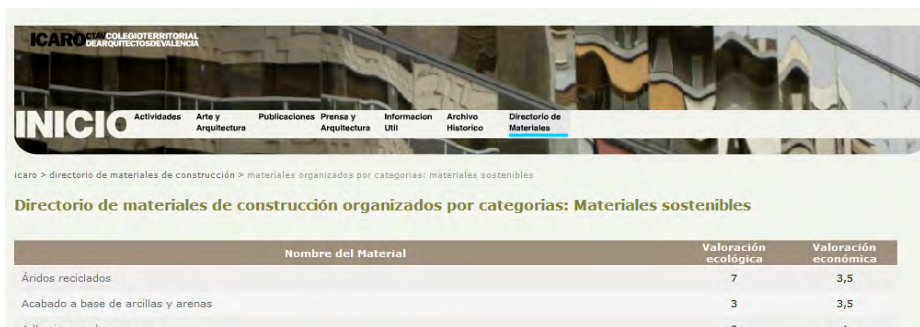 ICARO CTAV COLEGIOTERRITORIAL
DEARQUITECTOSDEVALENCIA
INICIO Actividades Arte y Publicaciones Prensa y Informacion Archivo Directorio de
Arquitectura Arquitectura Util Historico Materiales
icaro > directorio de materiales de construcción > materiales organizados por categorias: materiales sostenibles
Directorio de materiales de construcción organizados por categorias: Materiales sostenibles
Nombre del Material Valoración Valoración
ecológica económica
Áridos reciclados 7 3,5
Acabado a base de arcillas y arenas 3 3,5